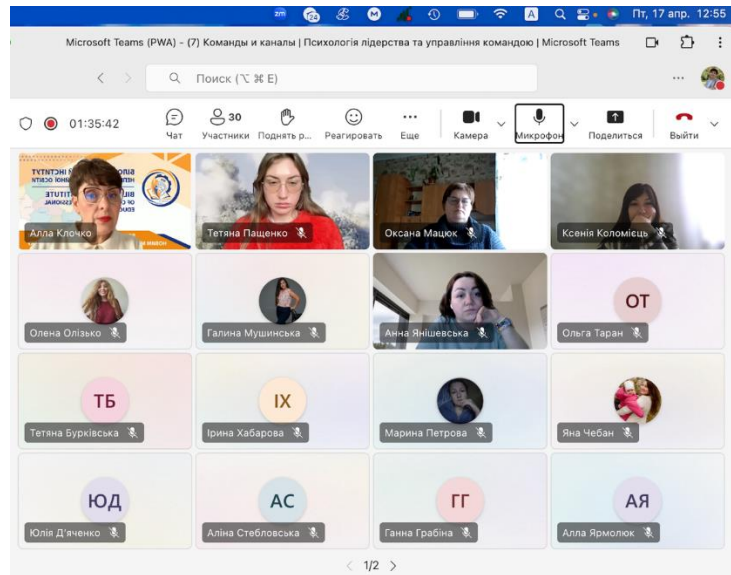 zm 24 M A Пт, 17 апр. 12:55
Microsoft Teams (PWA) - (7) Команды и каналы | Психологія лідерства та управління командою | Microsoft Teams
Поиск (⌥ ⌘ E)
01:35:42
30
Чат Участники Поднять р... Реагировать Еще Камера Микрофон Поделиться Выйти
Алла Клочко
Тетяна Пащенко
Оксана Мацюк
Ксенія Коломієць
Олена Олізько
Галина Мушинська
Анна Янішевська
ОТ
Ольга Таран
ТБ
Тетяна Бурківська
ІХ
Ірина Хабарова
Марина Петрова
Яна Чебан
ЮД
Юлія Д'яченко
АС
Аліна Стебловська
ГГ
Ганна Грабіна
АЯ
Алла Ярмолюк
1/2